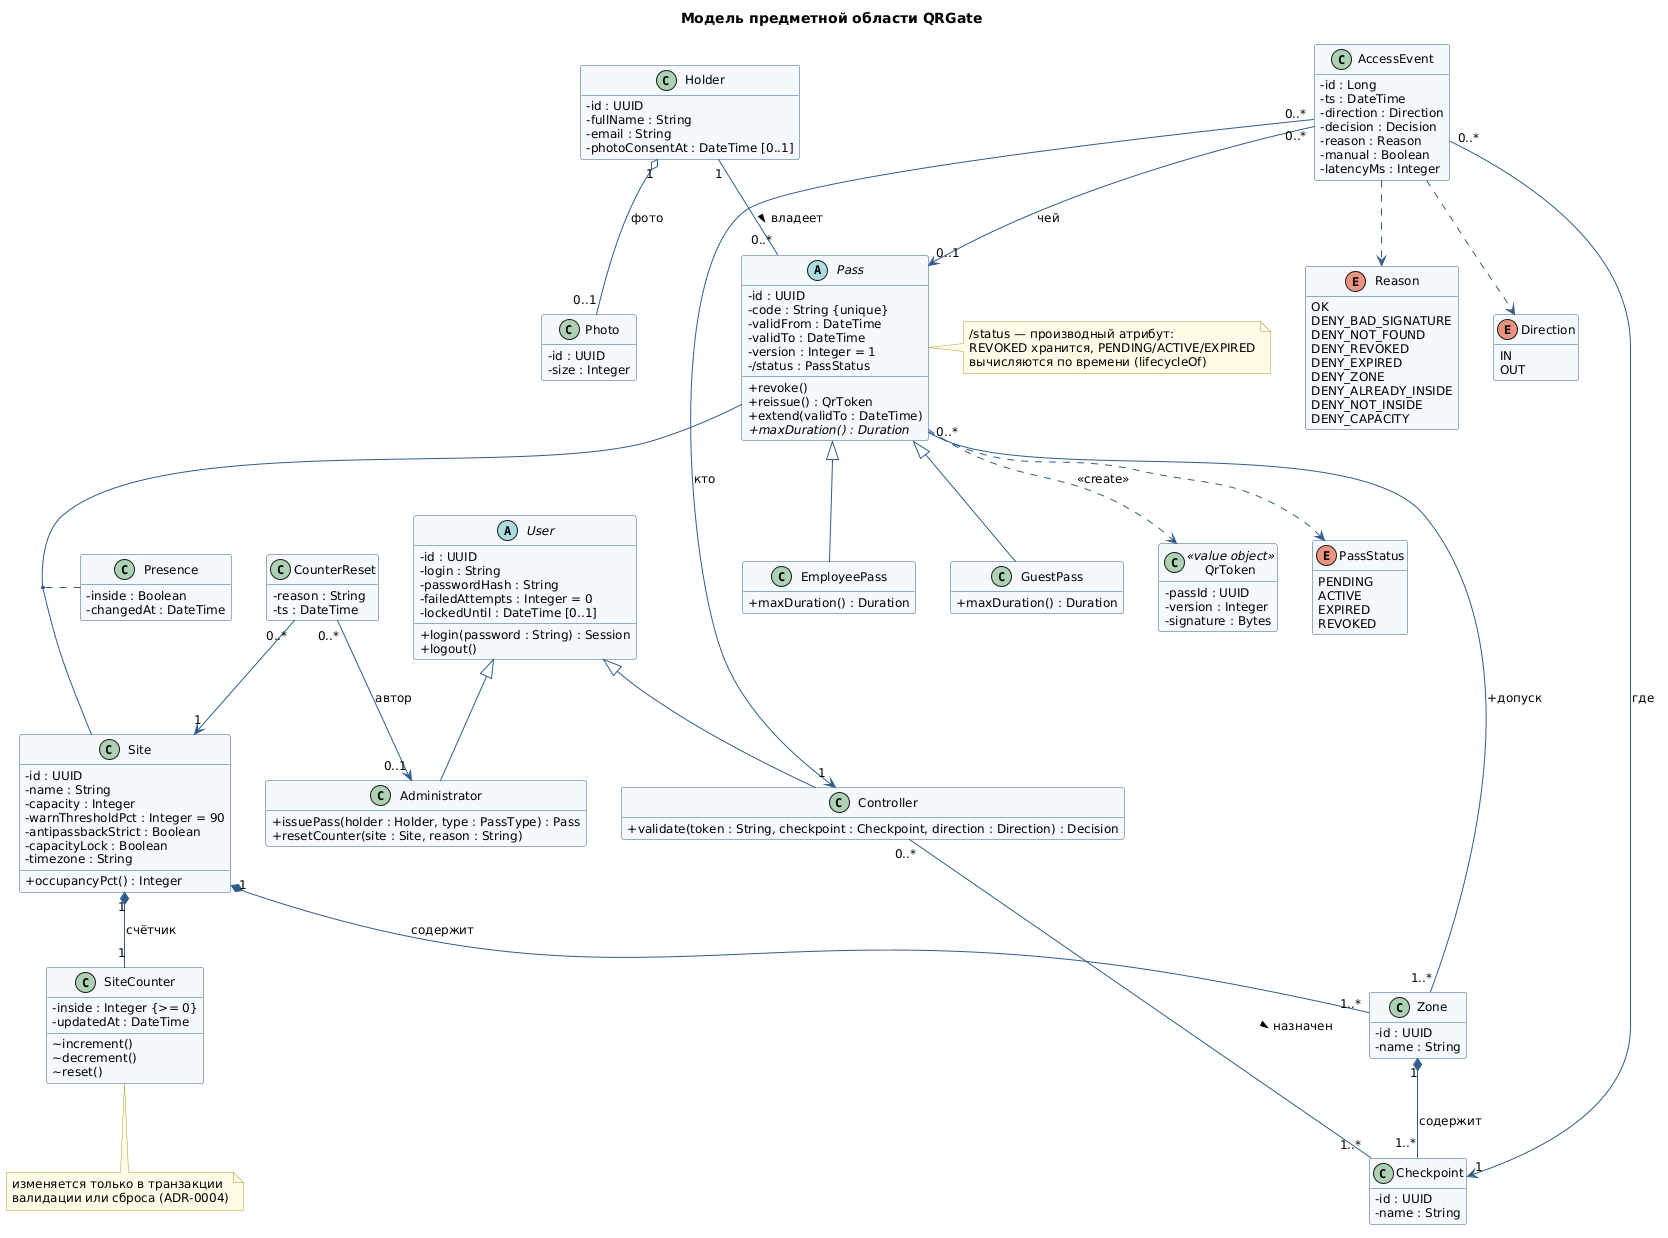 Модель предметной области QRGate
C Holder
-id : UUID
-fullName : String
-email : String
-photoConsentAt : DateTime [0..1]
C AccessEvent
-id : Long
-ts : DateTime
-direction : Direction
-decision : Decision
-reason : Reason
-manual : Boolean
-latencyMs : Integer
0..*
0..*
0..*
1
1
фото
владеет
чей
0..*
0..1
0..1
A Pass
-id : UUID
-code : String {unique}
-validFrom : DateTime
-validTo : DateTime
-version : Integer = 1
-/status : PassStatus
+revoke()
+reissue() : QrToken
+extend(validTo : DateTime)
+maxDuration() : Duration
/status — производный атрибут:
REVOKED хранится, PENDING/ACTIVE/EXPIRED
вычисляются по времени (lifecycleOf)
E Reason
OK
DENY_BAD_SIGNATURE
DENY_NOT_FOUND
DENY_REVOKED
DENY_EXPIRED
DENY_ZONE
DENY_ALREADY_INSIDE
DENY_NOT_INSIDE
DENY_CAPACITY
E Direction
IN
OUT
C Photo
-id : UUID
-size : Integer
0..*
кто
«create»
C Presence
-inside : Boolean
-changedAt : DateTime
C CounterReset
-reason : String
-ts : DateTime
A User
-id : UUID
-login : String
-passwordHash : String
-failedAttempts : Integer = 0
-lockedUntil : DateTime [0..1]
+login(password : String) : Session
+logout()
C EmployeePass
+maxDuration() : Duration
C GuestPass
+maxDuration() : Duration
C «value object»
QrToken
-passId : UUID
-version : Integer
-signature : Bytes
E PassStatus
PENDING
ACTIVE
EXPIRED
REVOKED
0..*
0..*
автор
+допуск
где
1
0..1
1
C Site
-id : UUID
-name : String
-capacity : Integer
-warnThresholdPct : Integer = 90
-antipassbackStrict : Boolean
-capacityLock : Boolean
-timezone : String
+occupancyPct() : Integer
C Administrator
+issuePass(holder : Holder, type : PassType) : Pass
+resetCounter(site : Site, reason : String)
C Controller
+validate(token : String, checkpoint : Checkpoint, direction : Direction) : Decision
0..*
1
1
счётчик
содержит
1
1..*
1..*
C SiteCounter
-inside : Integer {>= 0}
-updatedAt : DateTime
~increment()
~decrement()
~reset()
C Zone
-id : UUID
-name : String
назначен
1
содержит
1..*
1..*
1
изменяется только в транзакции
валидации или сброса (ADR-0004)
C Checkpoint
-id : UUID
-name : String